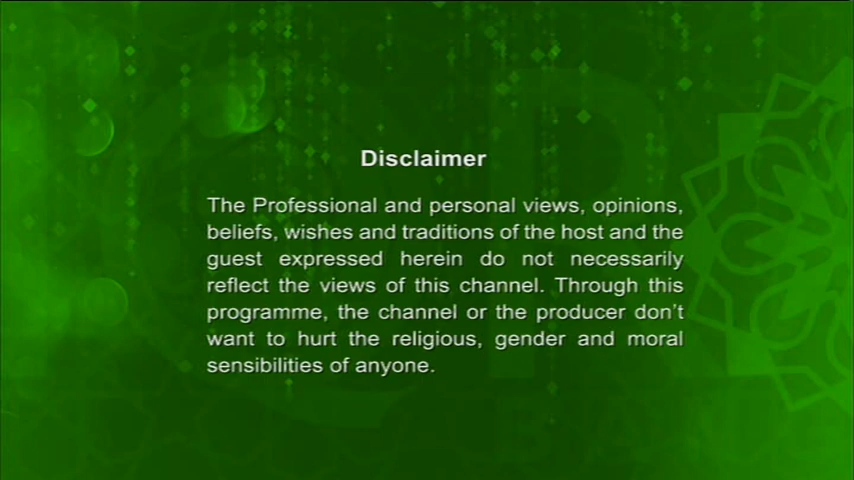 Disclaimer
The Professional and personal views, opinions,
beliefs, wishes and traditions of the host and the
guest expressed herein do not necessarily
reflect the views of this channel. Through this
programme, the channel or the producer don't
want to hurt the religious, gender and moral
sensibilities of anyone.